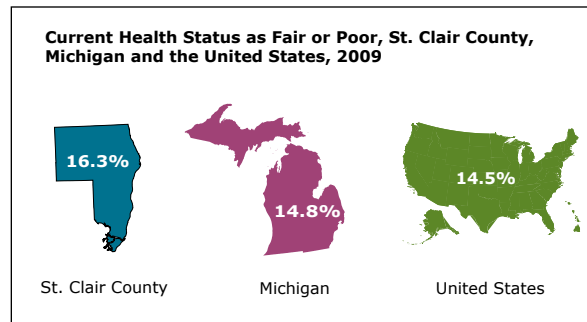 Current Health Status as Fair or Poor, St. Clair County,
Michigan and the United States, 2009
16.3%
14.8%
14.5%
St. Clair County
Michigan
United States